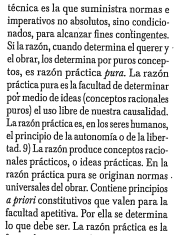 técnica es la que suministra normas e
imperativos no absolutos, sino condicio-
nados, para alcanzar fines contingentes.
Si la razón, cuando determina el querer y
el obrar, los determina por puros concep-
tos, es razón práctica pura. La razón
práctica pura es la facultad de determinar
por medio de ideas (conceptos racionales
puros) el uso libre de nuestra causalidad.
La razón práctica es, en los seres humanos,
el principio de la autonomía o de la liber-
tad. 9) La razón produce conceptos racio-
nales prácticos, o ideas prácticas. En la
razón práctica pura se originan normas
universales del obrar. Contiene principios
a priori constitutivos que valen para la
facultad apetitiva. Por ella se determina
lo que debe ser. La razón práctica es la